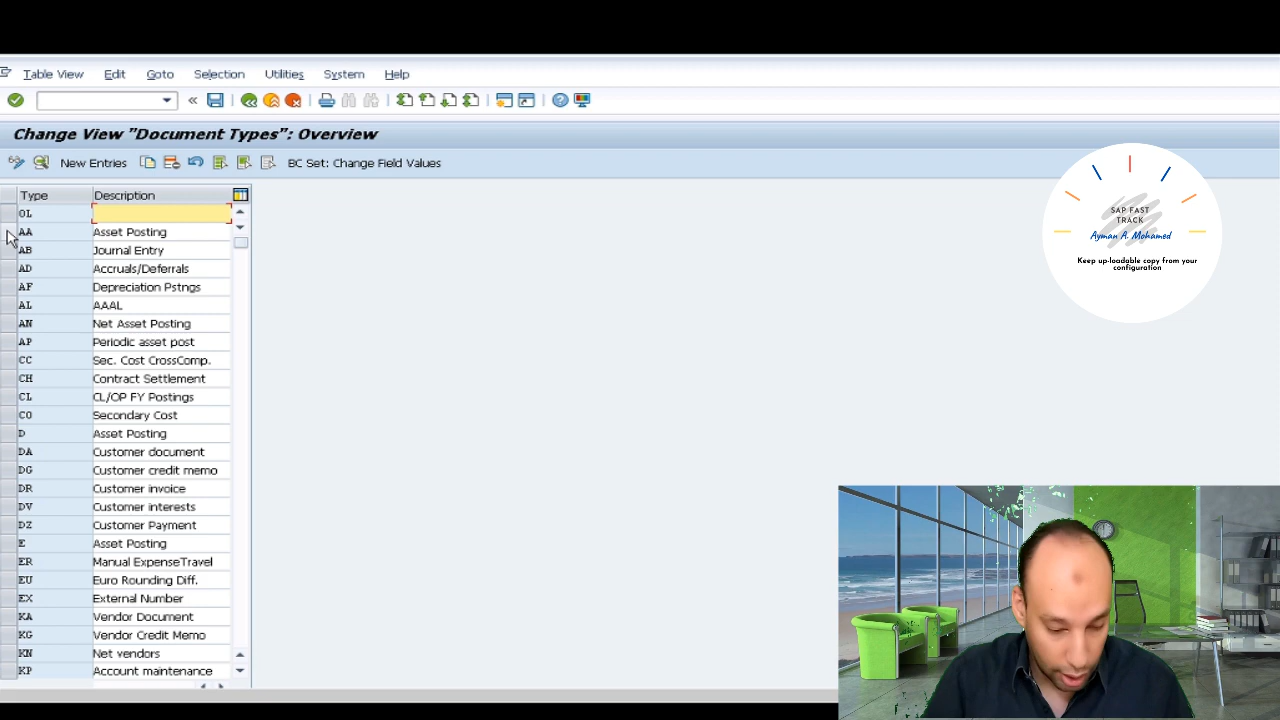 Table View Edit Goto Selection Utilities System Help
Change View "Document Types": Overview
New Entries BC Set: Change Field Values
Type Description
OL
AA Asset Posting
AB Journal Entry
AD Accruals/Deferrals
AF Depreciation Pstngs
AL AAAL
AN Net Asset Posting
AP Periodic asset post
CC Sec. Cost CrossComp.
CH Contract Settlement
CL CL/OP FY Postings
CO Secondary Cost
D Asset Posting
DA Customer document
DG Customer credit memo
DR Customer invoice
DV Customer interests
DZ Customer Payment
E Asset Posting
ER Manual ExpenseTravel
EU Euro Rounding Diff.
EX External Number
KA Vendor Document
KG Vendor Credit Memo
KN Net vendors
KP Account maintenance
SAP FAST
TRACK
Ayman A. Mohamed
Keep up-loadable copy from your
configuration